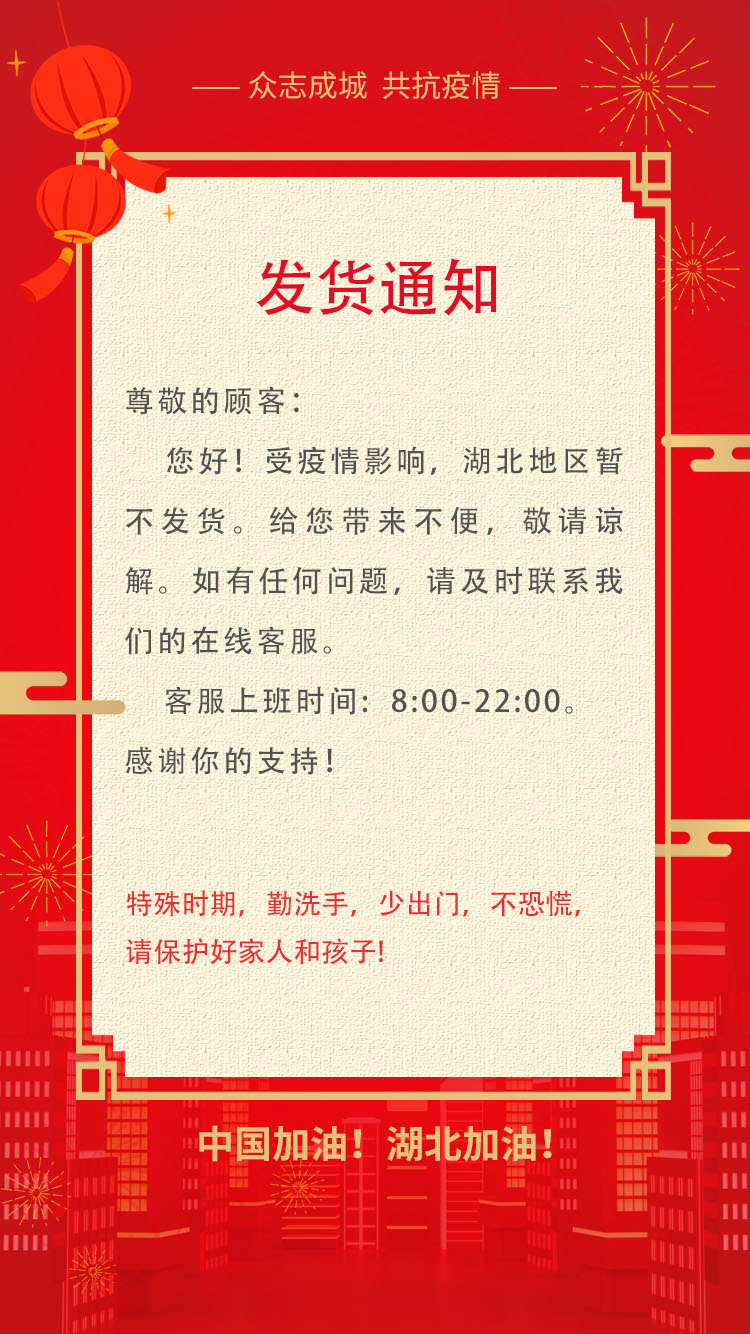 众志成城 共抗疫情
发货通知
尊敬的顾客：
您好！受疫情影响，湖北地区暂
不发货。给您带来不便，敬请谅
解。如有任何问题，请及时联系我
们的在线客服。
客服上班时间：8:00-22:00。
感谢你的支持！
特殊时期，勤洗手，少出门，不恐慌，
请保护好家人和孩子!
中国加油！湖北加油！